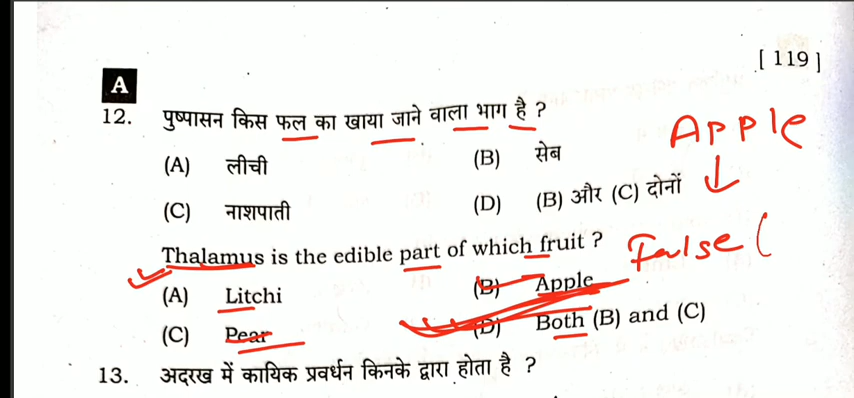 [ 119 ]
A
12. पुष्पासन किस फल का खाया जाने वाला भाग है ?
Apple
(A) लीची (B) सेब
(C) नाशपाती (D) (B) और (C) दोनों
Thalamus is the edible part of which fruit ? False (
(A) Litchi (B) Apple
(C) Pear (D) Both (B) and (C)
13. अदरख में कायिक प्रवर्धन किनके द्वारा होता है ?